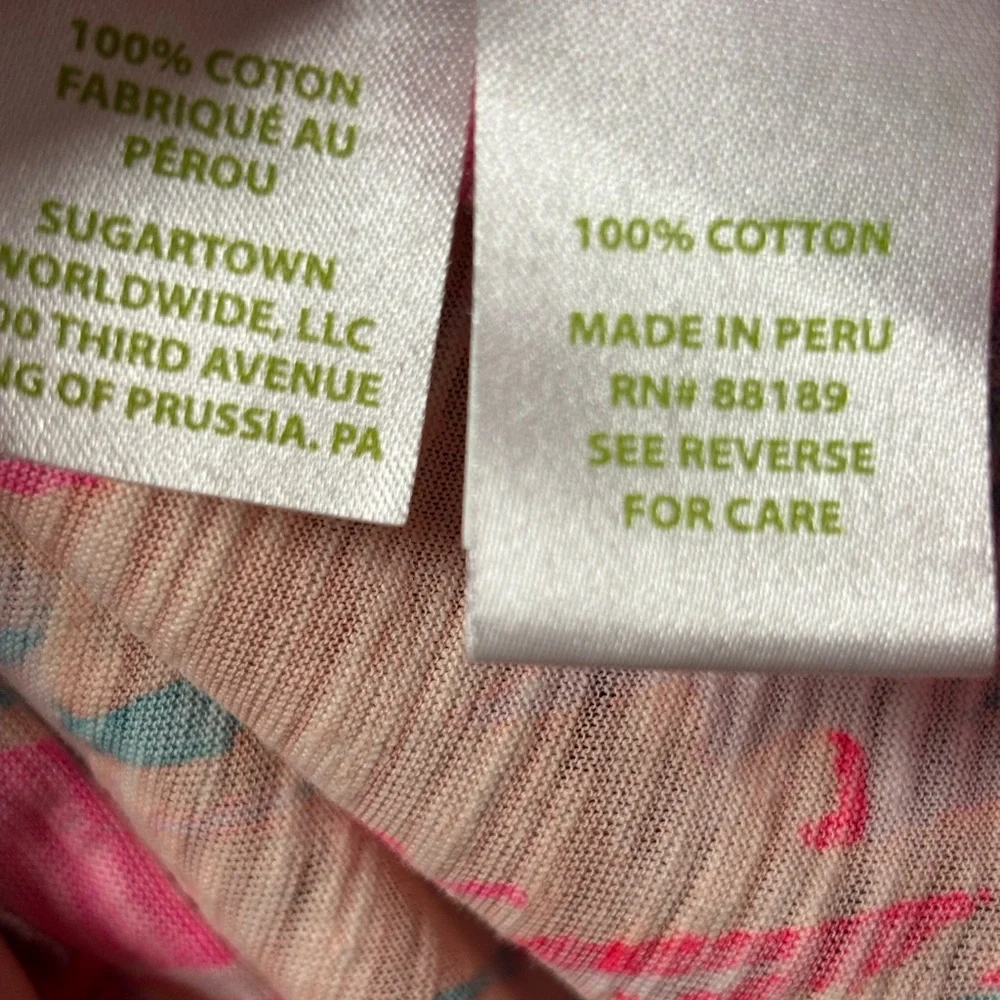 100% COTON
FABRIQUÉ AU
PÉROU
SUGARTOWN
WORLDWIDE, LLC
THIRD AVENUE
OF PRUSSIA. PA
100% COTTON
MADE IN PERU
RN# 88189
SEE REVERSE
FOR CARE